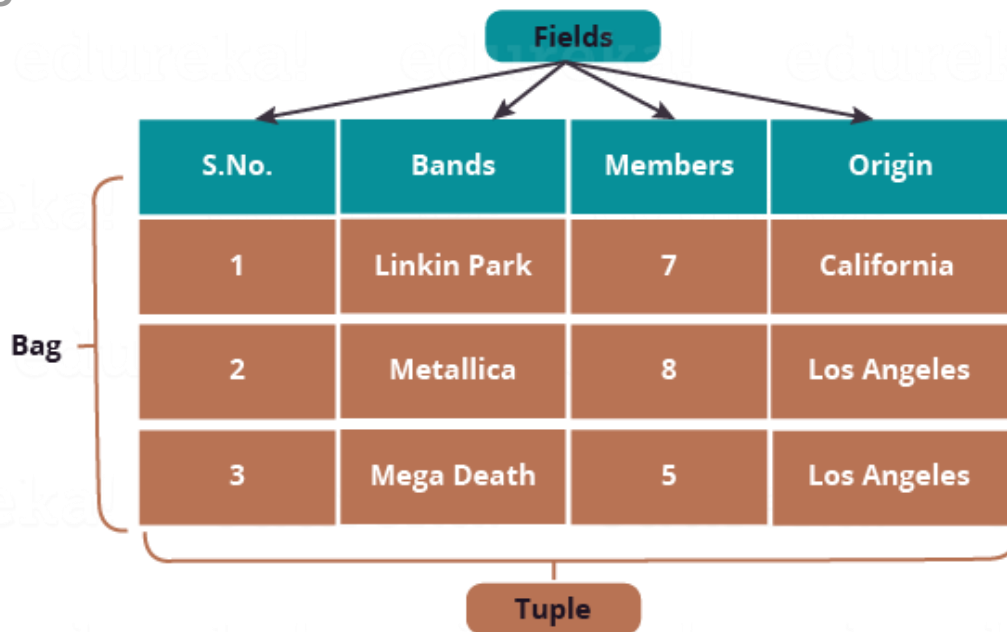 Fields
S.No. Bands Members Origin
1 Linkin Park 7 California
Bag
2 Metallica 8 Los Angeles
3 Mega Death 5 Los Angeles
Tuple
edureka!